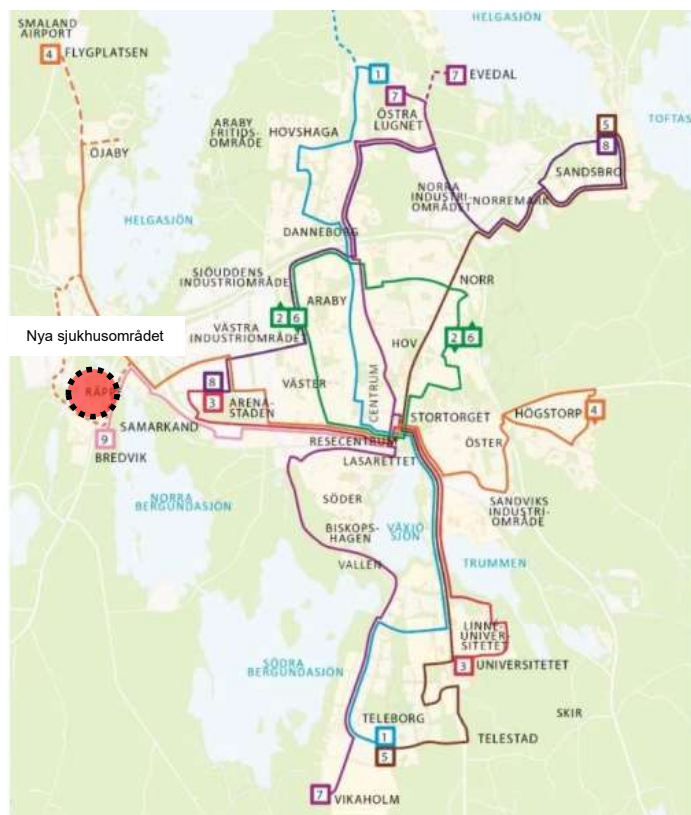 HELGASJÖN
SMALAND
AIRPORT
4 FLYGPLATSEN
1
7 EVEDAL
7
ÖSTRA
LUGNET
ARABY
FRITIDS-
OMRÅDE
HOVSHAGA
5
8
TOFTAS
ÖJABY
SANDSBRO
NORRA
INDUSTRI
OMRÅDET
NORREMARK
HELGASJÖN
DANNEBORG
SJÖUDDENS
INDUSTRIOMRÅDE
NORR
ARABY
2 6
VÄSTRA
INDUSTRIOMRÅDET
Nya sjukhusområdet
2 6
HOV
8
3 ARENA-
STADEN
VÄSTER
CENTRUM
STORTORGET
HÖGSTORP 4
SAMARKAND
9
BREDVIK
RESECENTRUM
LASARETTET
ÖSTER
NORRA
BERGUNDASJÖN
SÖDER
SANDVIKS
INDUSTRI-
OMRÅDE
BISKOPS-
HAGEN
VÄXJÖ
SJÖN
VALLEN
TRUMMEN
LINNÉ-
UNIVER-
SITETET
3 UNIVERSITETET
SÖDRA
BERGUNDASJÖN
SKIR
TELEBORG
1
5
TELESTAD
7 VIKAHOLM